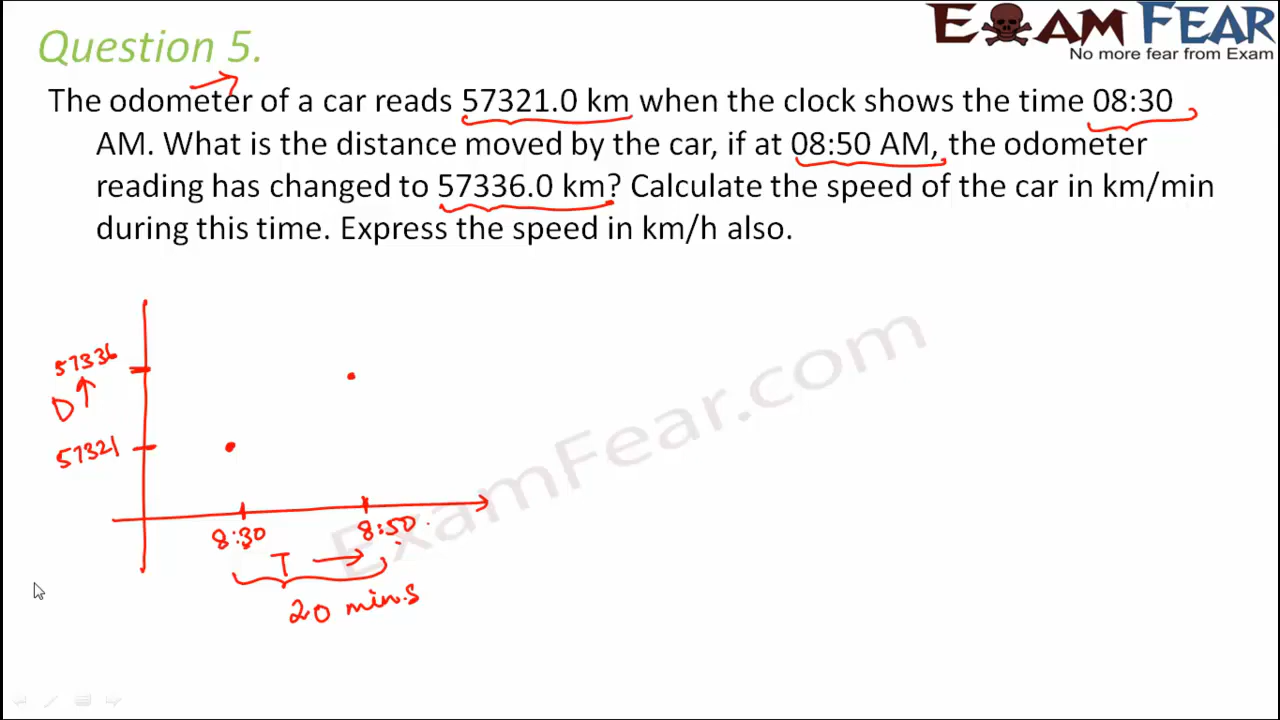 Question 5.
EXAM FEAR
No more fear from Exam
The odometer of a car reads 57321.0 km when the clock shows the time 08:30
AM. What is the distance moved by the car, if at 08:50 AM, the odometer
reading has changed to 57336.0 km? Calculate the speed of the car in km/min
during this time. Express the speed in km/h also.
57336
D
57321
8:30
8:50
T
20 mins
ExamFear.com